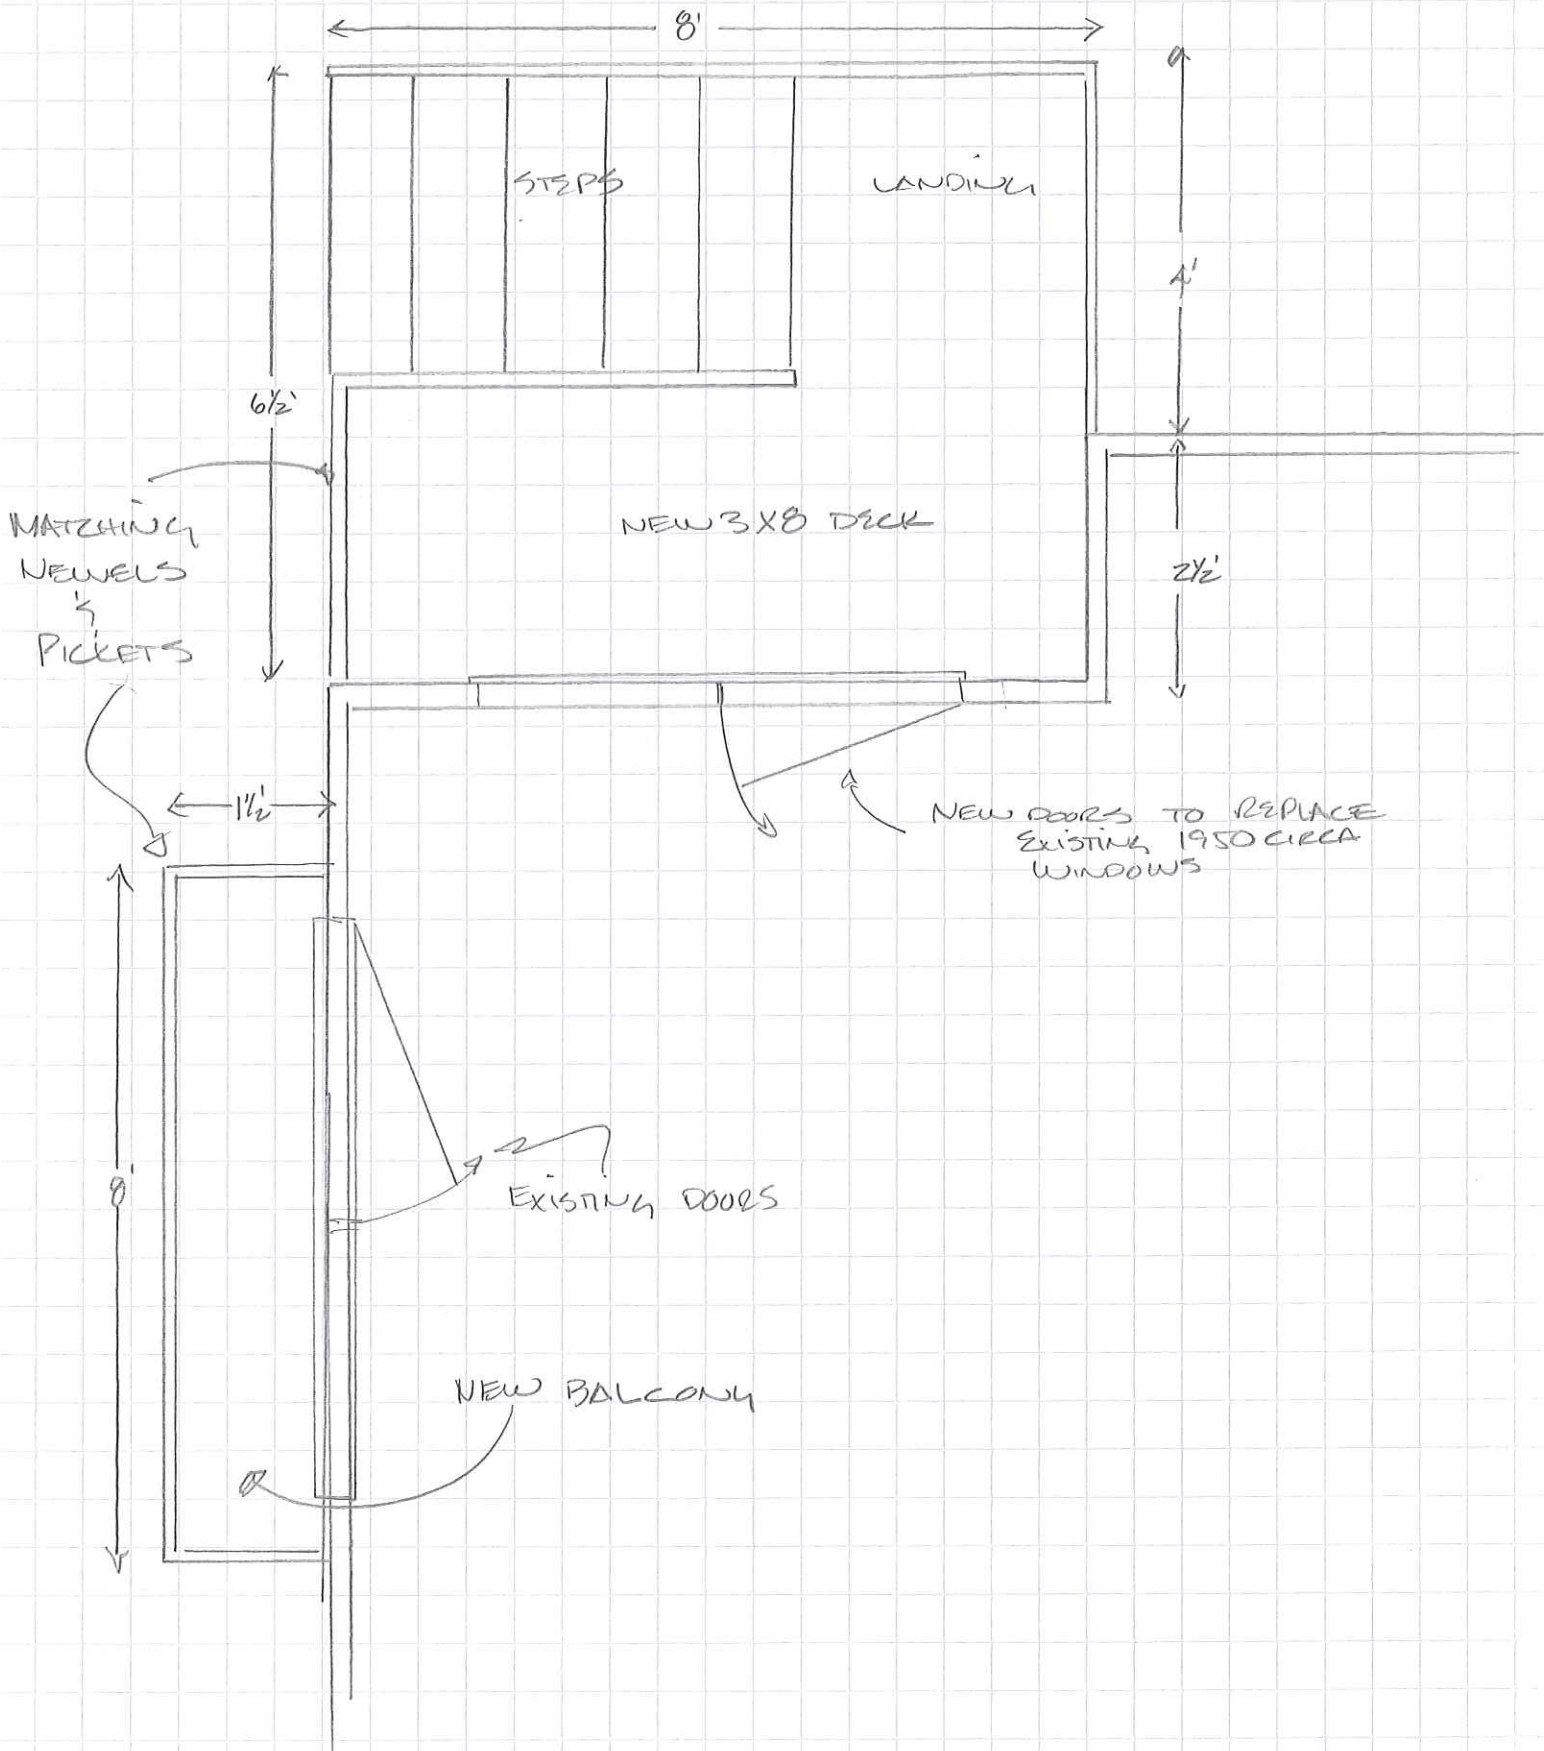 8'
STEPS
LANDING
4'
6½'
MATCHING
NEWELS
&
PICKETS
NEW 3X8 DECK
2½'
1½'
NEW DOORS TO REPLACE
EXISTING 1950 CIRCA
WINDOWS
8'
EXISTING DOORS
NEW BALCONY